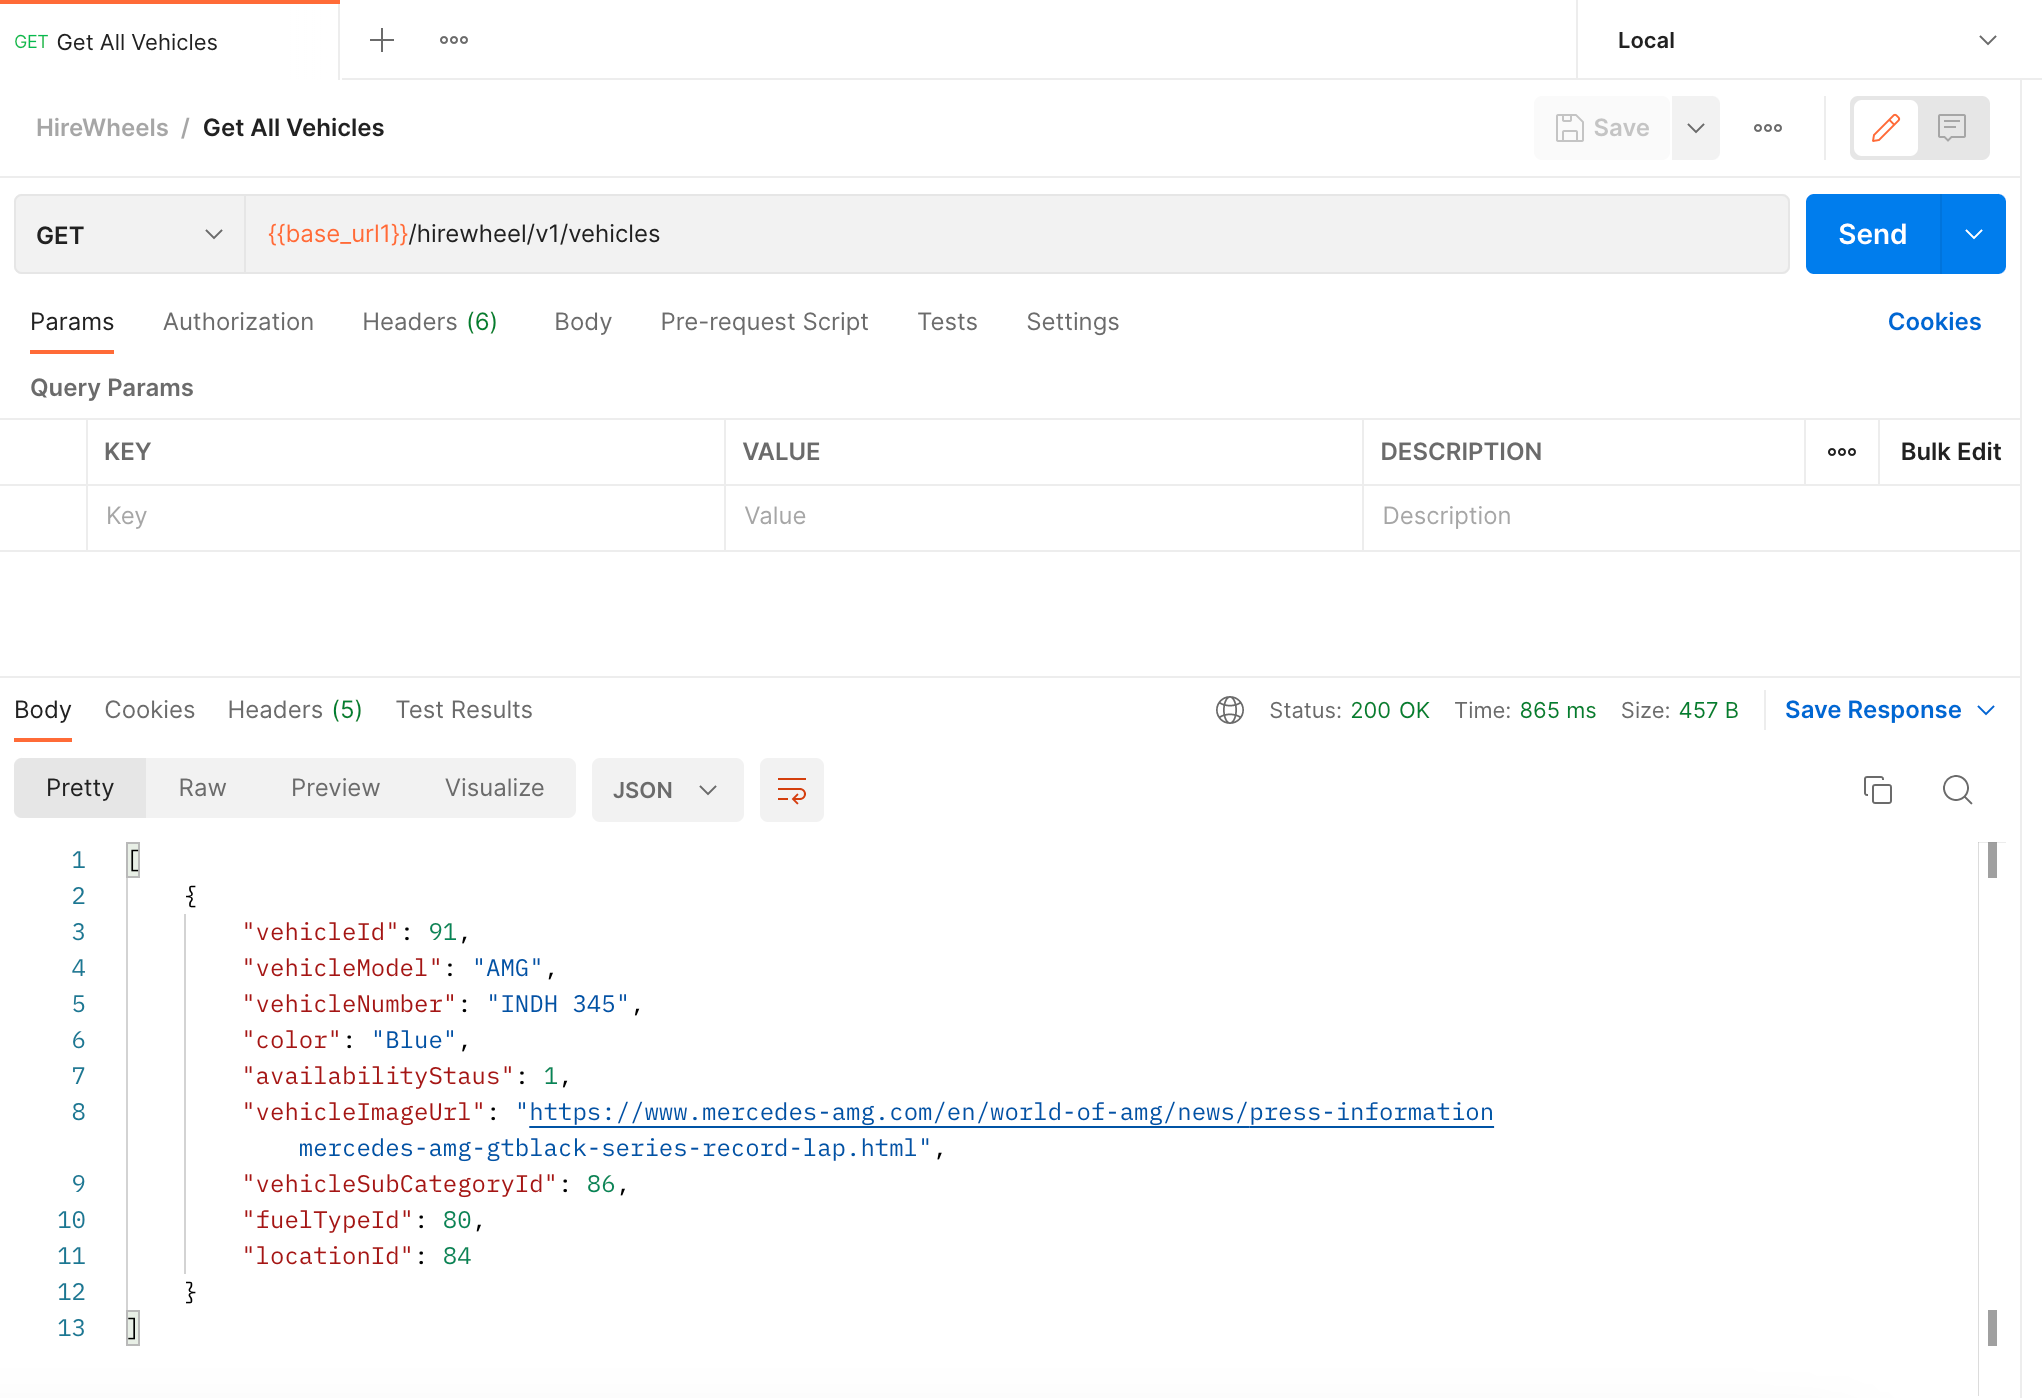 GET Get All Vehicles
Local
HireWheels / Get All Vehicles
Save
GET
{{base_url1}}/hirewheel/v1/vehicles
Send
Params Authorization Headers (6) Body Pre-request Script Tests Settings Cookies
Query Params
KEY VALUE DESCRIPTION Bulk Edit
Key Value Description
Body Cookies Headers (5) Test Results Status: 200 OK Time: 865 ms Size: 457 B Save Response
Pretty Raw Preview Visualize JSON
1 [
2 {
3 "vehicleId": 91,
4 "vehicleModel": "AMG",
5 "vehicleNumber": "INDH 345",
6 "color": "Blue",
7 "availabilityStaus": 1,
8 "vehicleImageUrl": "https://www.mercedes-amg.com/en/world-of-amg/news/press-information
mercedes-amg-gtblack-series-record-lap.html",
9 "vehicleSubCategoryId": 86,
10 "fuelTypeId": 80,
11 "locationId": 84
12 }
13 ]